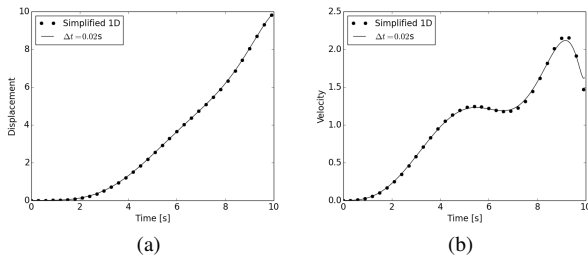 10
8
6
4
2
0
Displacement
Simplified 1D
Δt=0.02s
0 2 4 6 8 10
Time [s]
(a)
2.5
2.0
1.5
1.0
0.5
0.0
Velocity
Simplified 1D
Δt=0.02s
0 2 4 6 8 10
Time [s]
(b)